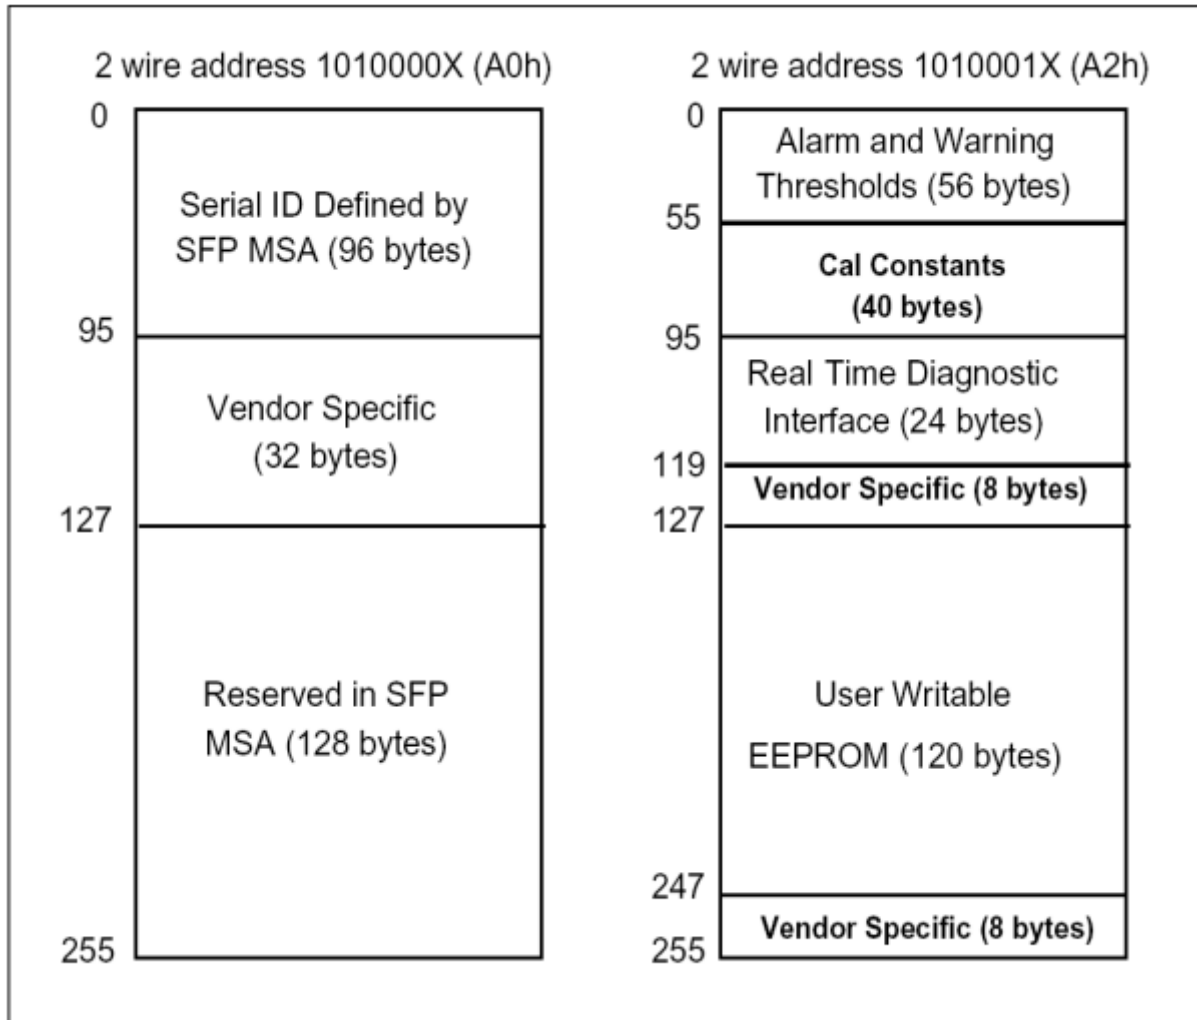 2 wire address 1010000X (A0h)
0
Serial ID Defined by
SFP MSA (96 bytes)
95
Vendor Specific
(32 bytes)
127
Reserved in SFP
MSA (128 bytes)
255
2 wire address 1010001X (A2h)
0
Alarm and Warning
Thresholds (56 bytes)
55
Cal Constants
(40 bytes)
95
Real Time Diagnostic
Interface (24 bytes)
119
Vendor Specific (8 bytes)
127
User Writable
EEPROM (120 bytes)
247
Vendor Specific (8 bytes)
255